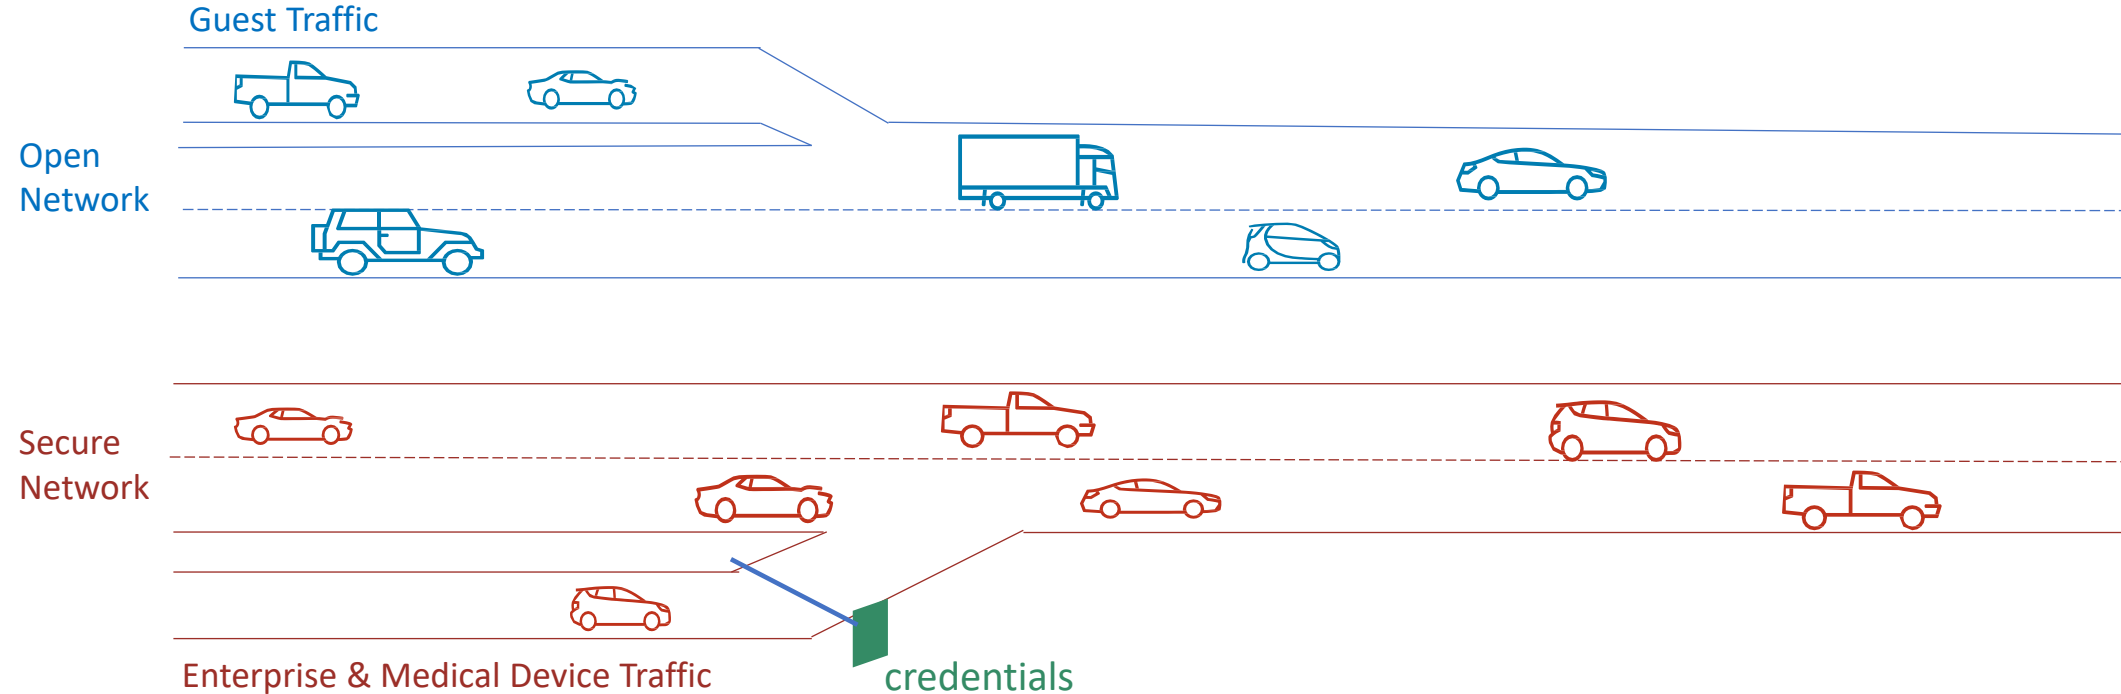 Guest Traffic
Open
Network
Secure
Network
Enterprise & Medical Device Traffic
credentials